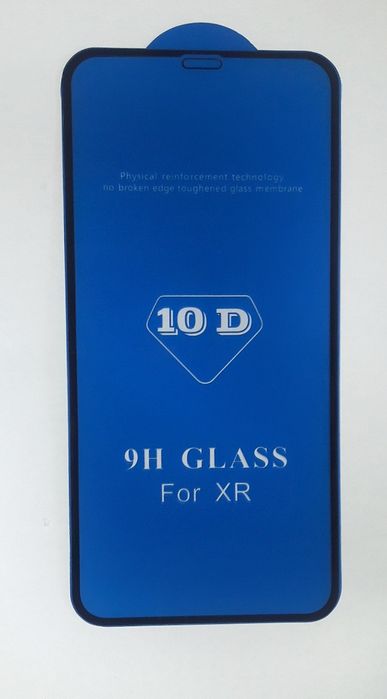 Physical reinforcement technology
no broken edge toughened glass membrane
10 D
9H GLASS
For XR